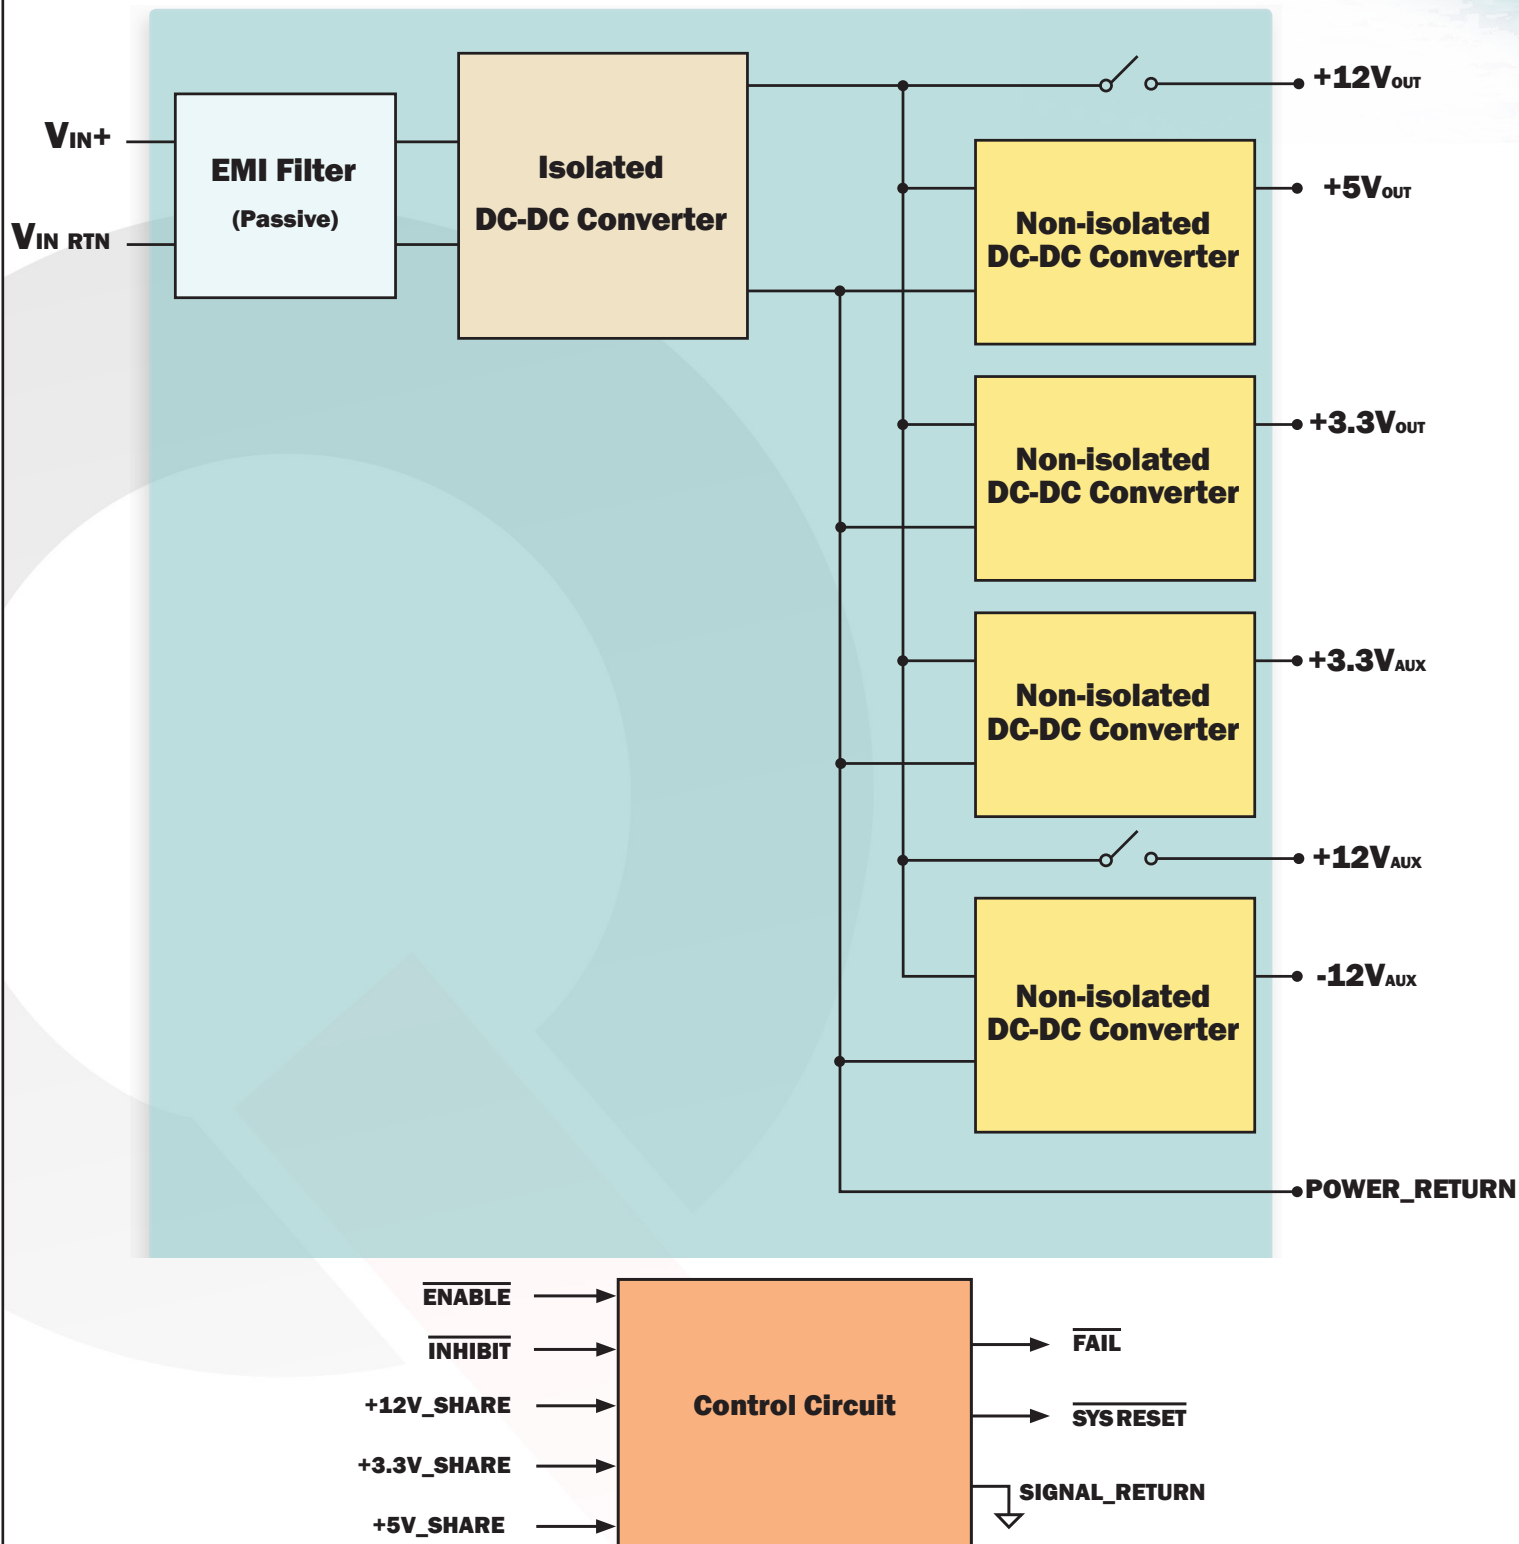 VIN+
VIN RTN
EMI Filter
(Passive)
Isolated
DC-DC Converter
+12VOUT
+5VOUT
Non-isolated
DC-DC Converter
+3.3VOUT
Non-isolated
DC-DC Converter
+3.3VAUX
Non-isolated
DC-DC Converter
+12VAUX
-12VAUX
Non-isolated
DC-DC Converter
POWER_RETURN
ENABLE
INHIBIT
+12V_SHARE
+3.3V_SHARE
+5V_SHARE
Control Circuit
FAIL
SYS RESET
SIGNAL_RETURN